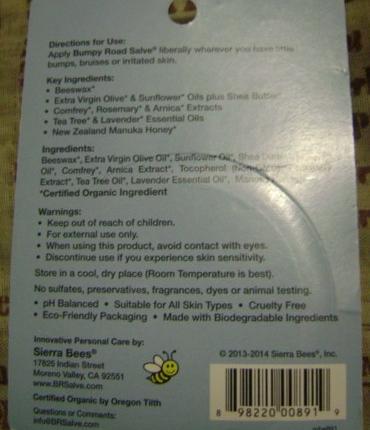 Directions for Use:
Apply Bumpy Road Salve® liberally wherever you have little
bumps, bruises or irritated skin.
Key Ingredients:
• Beeswax*
• Extra Virgin Olive* & Sunflower* Oils plus Shea Butter*
• Comfrey*, Rosemary* & Arnica* Extracts
• Tea Tree* & Lavender* Essential Oils
• New Zealand Manuka Honey*
Ingredients:
Beeswax*, Extra Virgin Olive Oil*, Sunflower Oil*, Shea
Oil*, Comfrey*, Arnica Extract*, Tocopherol
Extract*, Tea Tree Oil*, Lavender Essential Oil*,
*Certified Organic Ingredient
Warnings:
• Keep out of reach of children.
• For external use only.
• When using this product, avoid contact with eyes.
• Discontinue use if you experience skin sensitivity.
Store in a cool, dry place (Room Temperature is best).
No sulfates, preservatives, fragrances, dyes or animal testing.
• pH Balanced • Suitable for All Skin Types • Cruelty Free
• Eco-Friendly Packaging • Made with Biodegradable Ingredients
Innovative Personal Care by:
Sierra Bees®
17825 Indian Street
Moreno Valley, CA 92551
www.BRSalve.com
Certified Organic by Oregon Tilth
Questions or Comments:
info@BRSalve.com
© 2013-2014 Sierra Bees®, Inc.
8 98220 00891 9